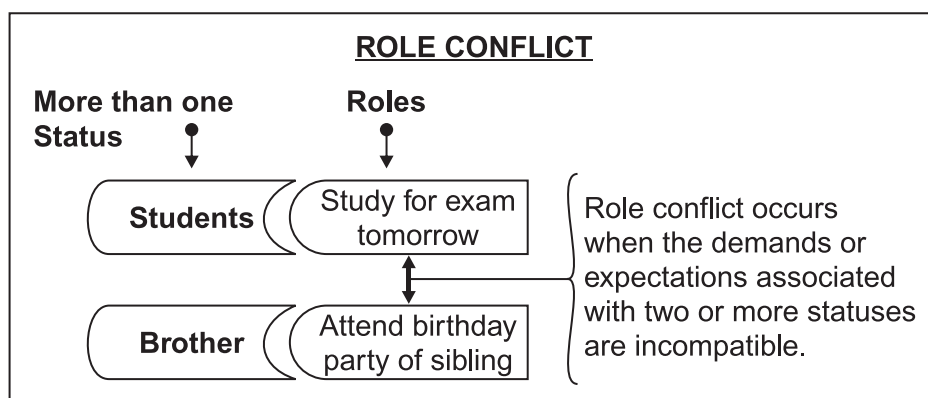 ROLE CONFLICT
More than one
Status
Roles
Students
Study for exam
tomorrow
Brother
Attend birthday
party of sibling
Role conflict occurs
when the demands or
expectations associated
with two or more statuses
are incompatible.